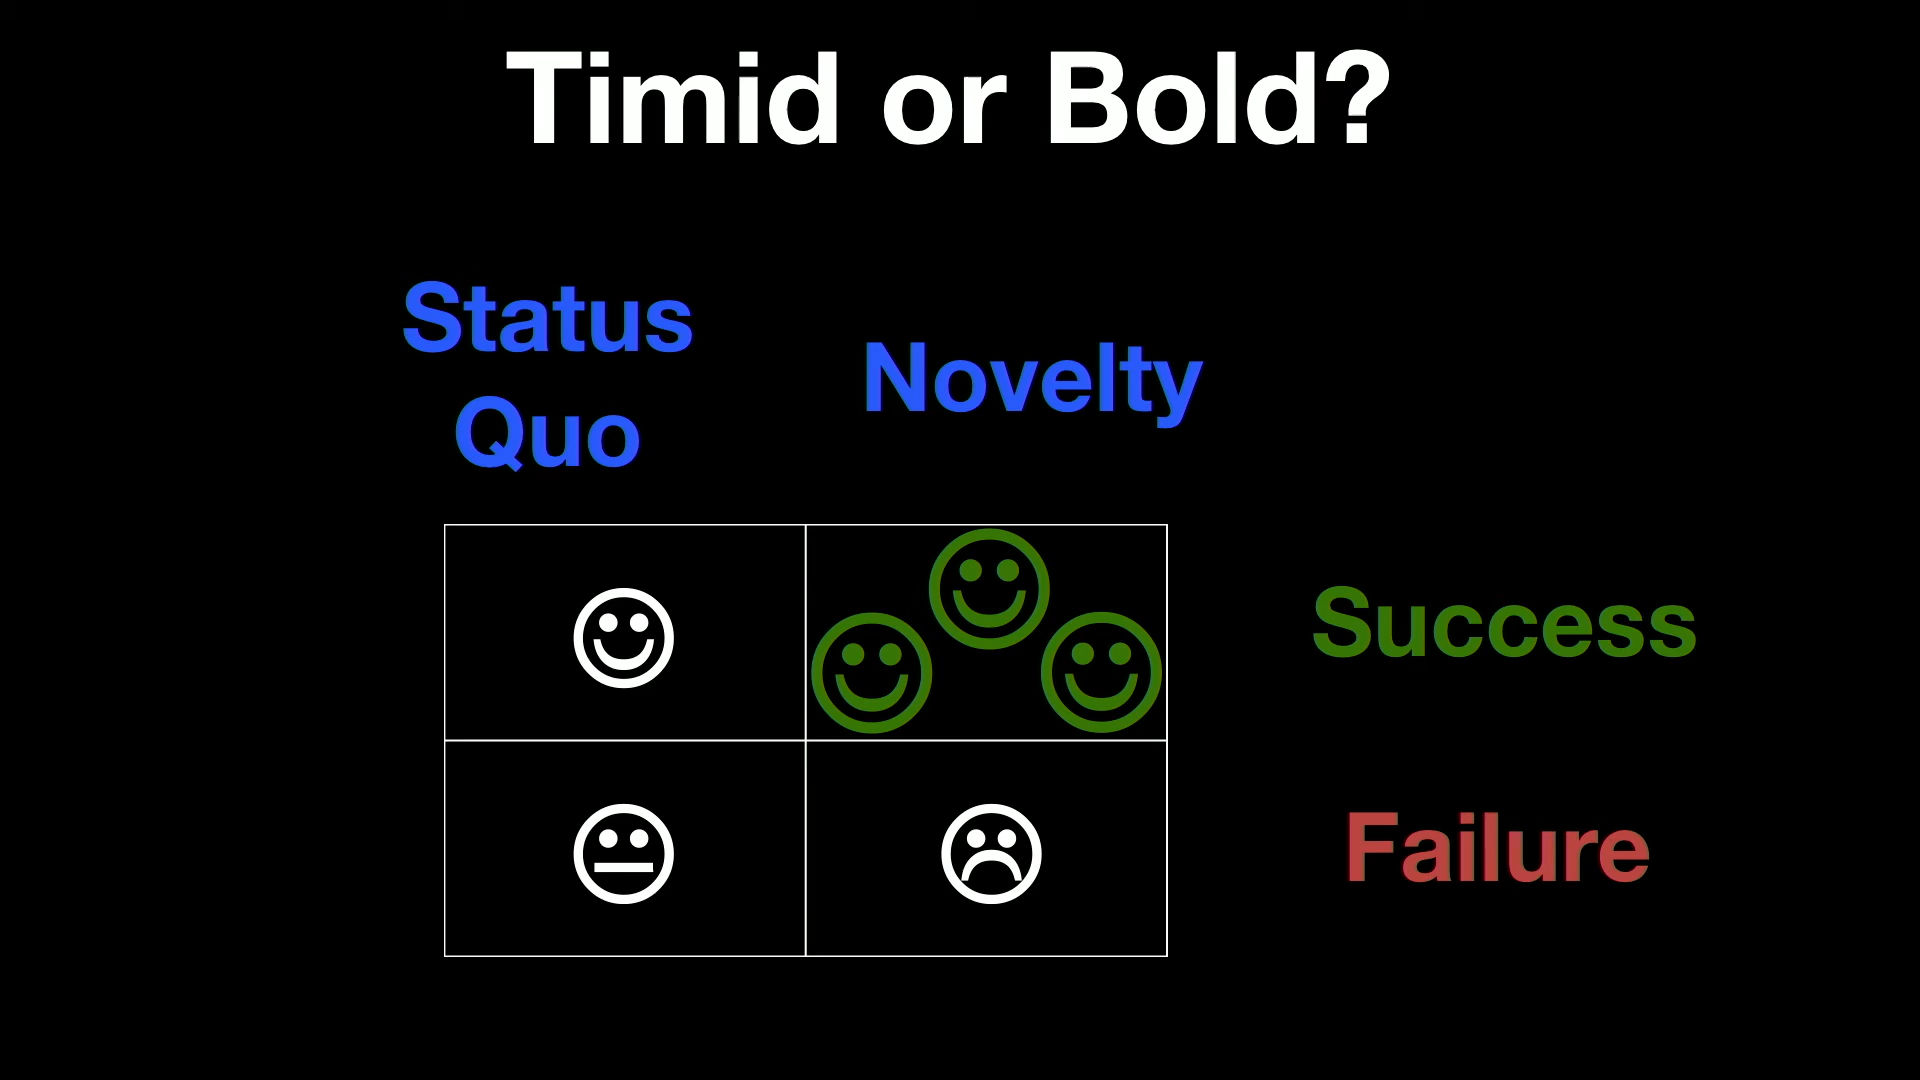 Timid or Bold?
Status
Quo
Novelty
Success
Failure